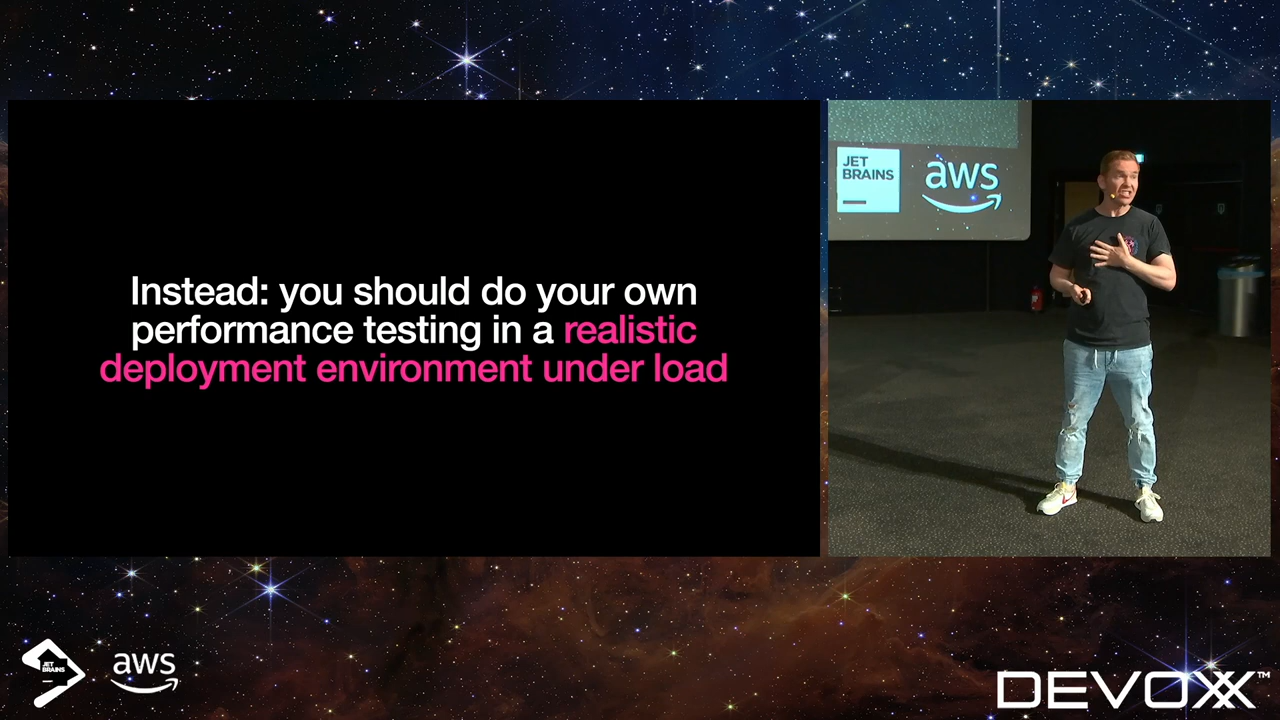 Instead: you should do your own
performance testing in a realistic
deployment environment under load
JET
BRAINS
aws
JET
BRAINS
aws
DEVOXX™